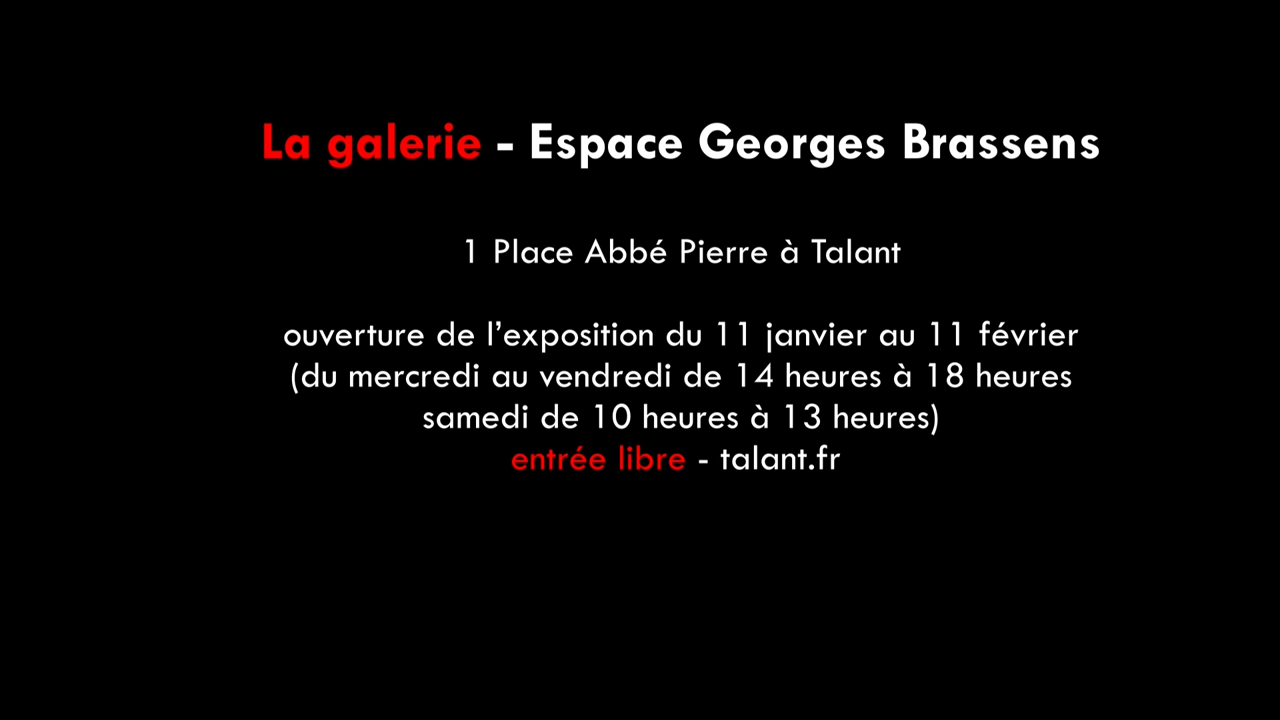 La galerie - Espace Georges Brassens
1 Place Abbé Pierre à Talant
ouverture de l’exposition du 11 janvier au 11 février
(du mercredi au vendredi de 14 heures à 18 heures
samedi de 10 heures à 13 heures)
entrée libre - talant.fr